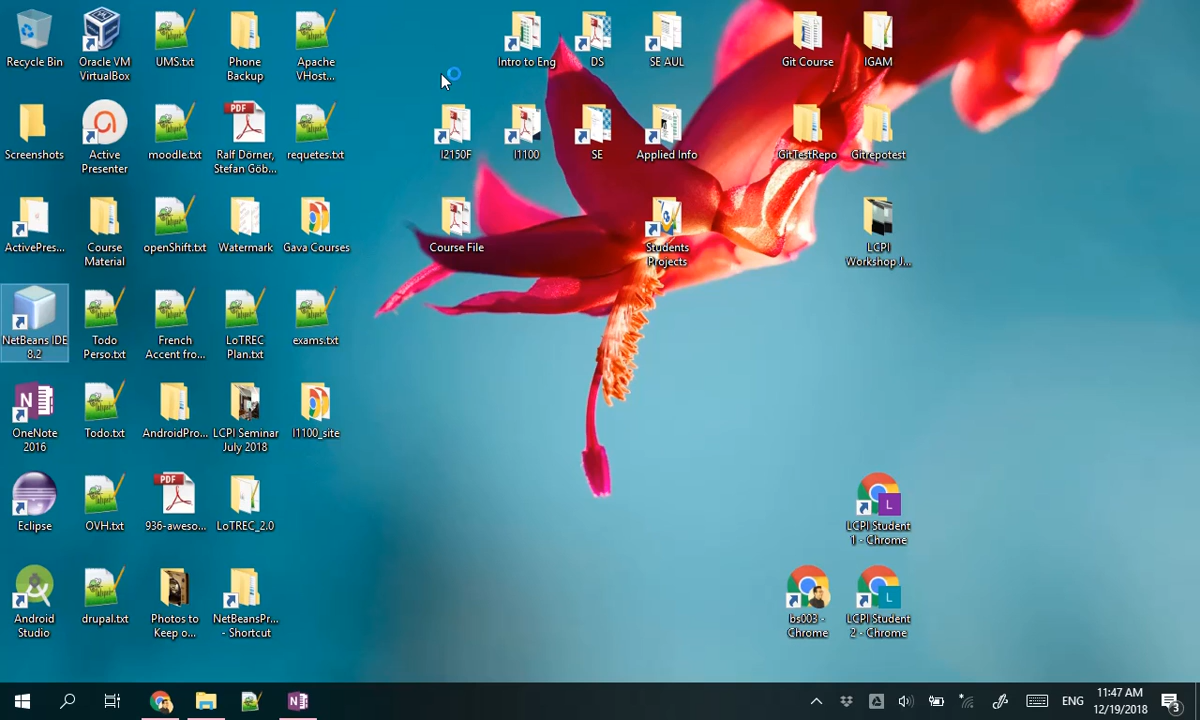 Recycle Bin
Oracle VM
VirtualBox
UMS.txt
Phone
Backup
Apache
VHost...
Intro to Eng
DS
SE AUL
Git Course
IGAM
Screenshots
Active
Presenter
moodle.txt
PDF
Ralf Dörner,
Stefan Göb...
requetes.txt
I2150F
I1100
SE
Applied Info
GitTestRepo
Gitrepotest
ActivePres...
Course
Material
openShift.txt
Watermark
Gava Courses
Course File
Students
Projects
LCPI
Workshop J...
NetBeans IDE
8.2
Todo
Perso.txt
French
Accent fro...
LoTREC
Plan.txt
exams.txt
OneNote
2016
Todo.txt
AndroidPro...
LCPI Seminar
July 2018
I1100_site
Eclipse
OVH.txt
PDF
936-aweso...
LoTREC_2.0
L
LCPI Student
1 - Chrome
Android
Studio
drupal.txt
Photos to
Keep o...
NetBeansPr...
- Shortcut
bs003 -
Chrome
L
LCPI Student
2 - Chrome
ENG
11:47 AM
12/19/2018
3